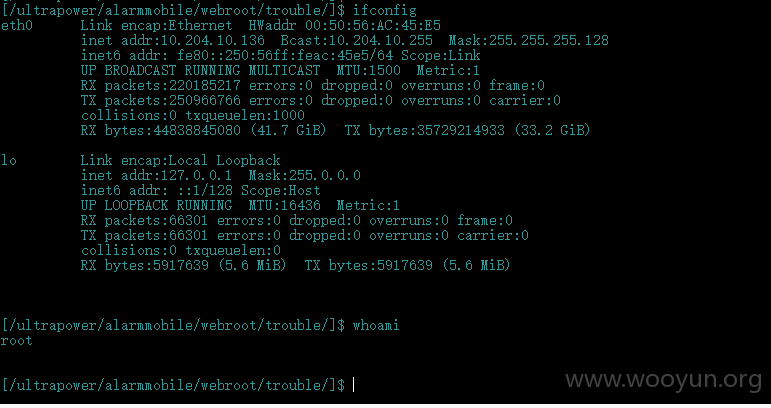 [/ultrapower/alarmmobile/webroot/trouble/]$ ifconfig
eth0      Link encap:Ethernet  HWaddr 00:50:56:AC:45:E5
          inet addr:10.204.10.136  Bcast:10.204.10.255  Mask:255.255.255.128
          inet6 addr: fe80::250:56ff:feac:45e5/64 Scope:Link
          UP BROADCAST RUNNING MULTICAST  MTU:1500  Metric:1
          RX packets:220185217 errors:0 dropped:0 overruns:0 frame:0
          TX packets:250966766 errors:0 dropped:0 overruns:0 carrier:0
          collisions:0 txqueuelen:1000
          RX bytes:44838845080 (41.7 GiB)  TX bytes:35729214933 (33.2 GiB)
lo        Link encap:Local Loopback
          inet addr:127.0.0.1  Mask:255.0.0.0
          inet6 addr: ::1/128 Scope:Host
          UP LOOPBACK RUNNING  MTU:16436  Metric:1
          RX packets:66301 errors:0 dropped:0 overruns:0 frame:0
          TX packets:66301 errors:0 dropped:0 overruns:0 carrier:0
          collisions:0 txqueuelen:0
          RX bytes:5917639 (5.6 MiB)  TX bytes:5917639 (5.6 MiB)
[/ultrapower/alarmmobile/webroot/trouble/]$ whoami
root
[/ultrapower/alarmmobile/webroot/trouble/]$
www.wooyun.org